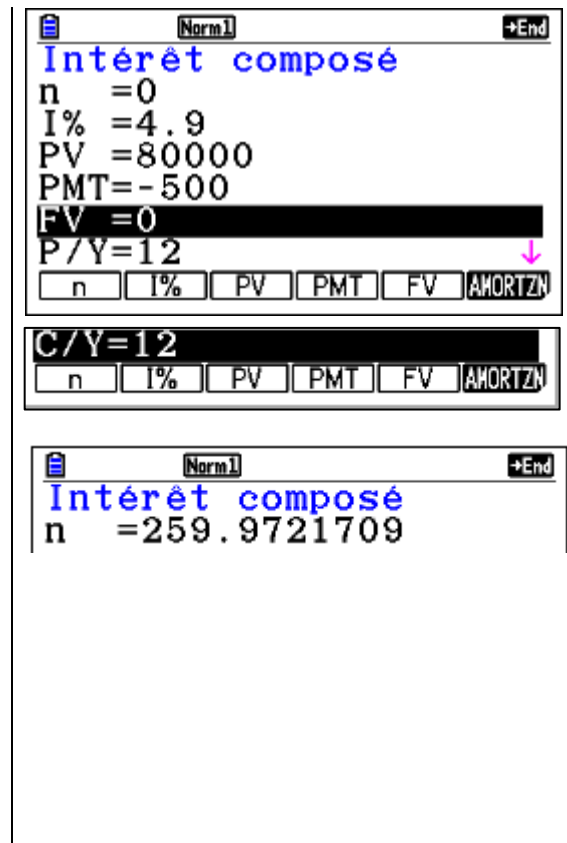 Norm1 →End
Intérêt composé
n =0
I% =4.9
PV =80000
PMT=-500
FV =0
P/Y=12 ↓
n I% PV PMT FV AMORTZN
C/Y=12
n I% PV PMT FV AMORTZN
Norm1 →End
Intérêt composé
n =259.9721709